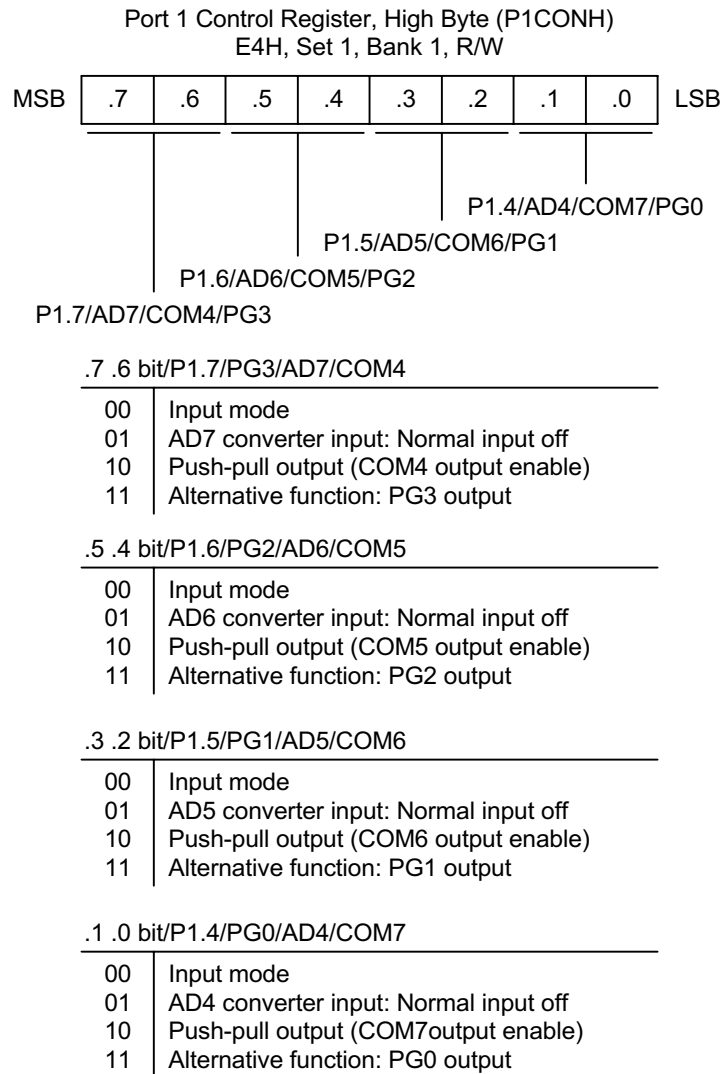 Port 1 Control Register, High Byte (P1CONH)
E4H, Set 1, Bank 1, R/W
MSB .7 .6 .5 .4 .3 .2 .1 .0 LSB
P1.4/AD4/COM7/PG0
P1.5/AD5/COM6/PG1
P1.6/AD6/COM5/PG2
P1.7/AD7/COM4/PG3
.7 .6 bit/P1.7/PG3/AD7/COM4
00 Input mode
01 AD7 converter input: Normal input off
10 Push-pull output (COM4 output enable)
11 Alternative function: PG3 output
.5 .4 bit/P1.6/PG2/AD6/COM5
00 Input mode
01 AD6 converter input: Normal input off
10 Push-pull output (COM5 output enable)
11 Alternative function: PG2 output
.3 .2 bit/P1.5/PG1/AD5/COM6
00 Input mode
01 AD5 converter input: Normal input off
10 Push-pull output (COM6 output enable)
11 Alternative function: PG1 output
.1 .0 bit/P1.4/PG0/AD4/COM7
00 Input mode
01 AD4 converter input: Normal input off
10 Push-pull output (COM7output enable)
11 Alternative function: PG0 output